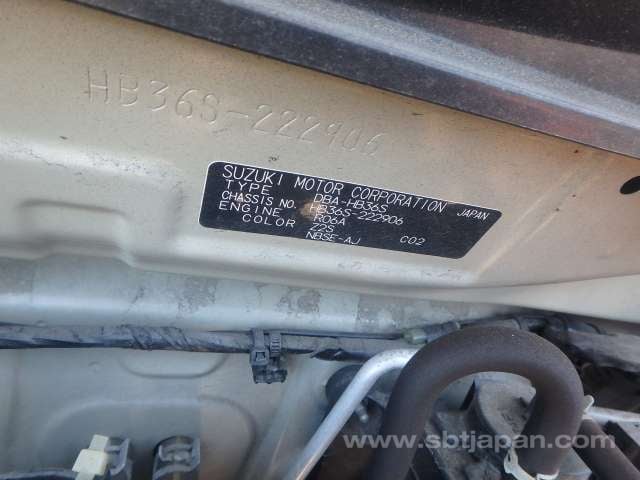 HB36S-222906
SUZUKI MOTOR CORPORATION JAPAN
TYPE DBA-HB36S
CHASSIS NO. HB36S-222906
ENGINE R06A
COLOR Z2S
NBSE-AJ C02
www.sbtjapan.com